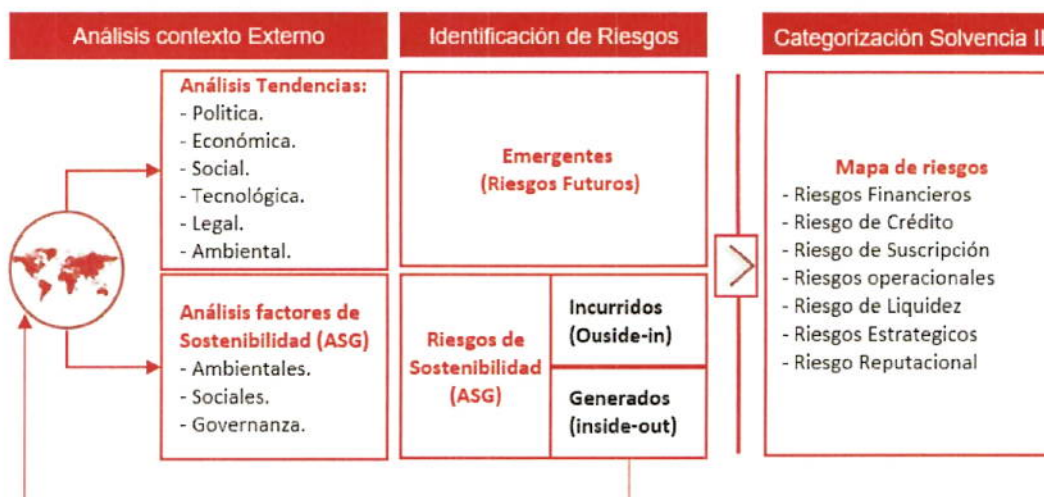 Análisis contexto Externo
Identificación de Riesgos
Categorización Solvencia II
Análisis Tendencias:
- Politica.
- Económica.
- Social.
- Tecnológica.
- Legal.
- Ambiental.
Análisis factores de
Sostenibilidad (ASG)
- Ambientales.
- Sociales.
- Governanza.
Emergentes
(Riesgos Futuros)
Riesgos de
Sostenibilidad
(ASG)
Incurridos
(Ouside-in)
Generados
(inside-out)
Mapa de riesgos
- Riesgos Financieros
- Riesgo de Crédito
- Riesgo de Suscripción
- Riesgos operacionales
- Riesgo de Liquidez
- Riesgos Estrategicos
- Riesgo Reputacional